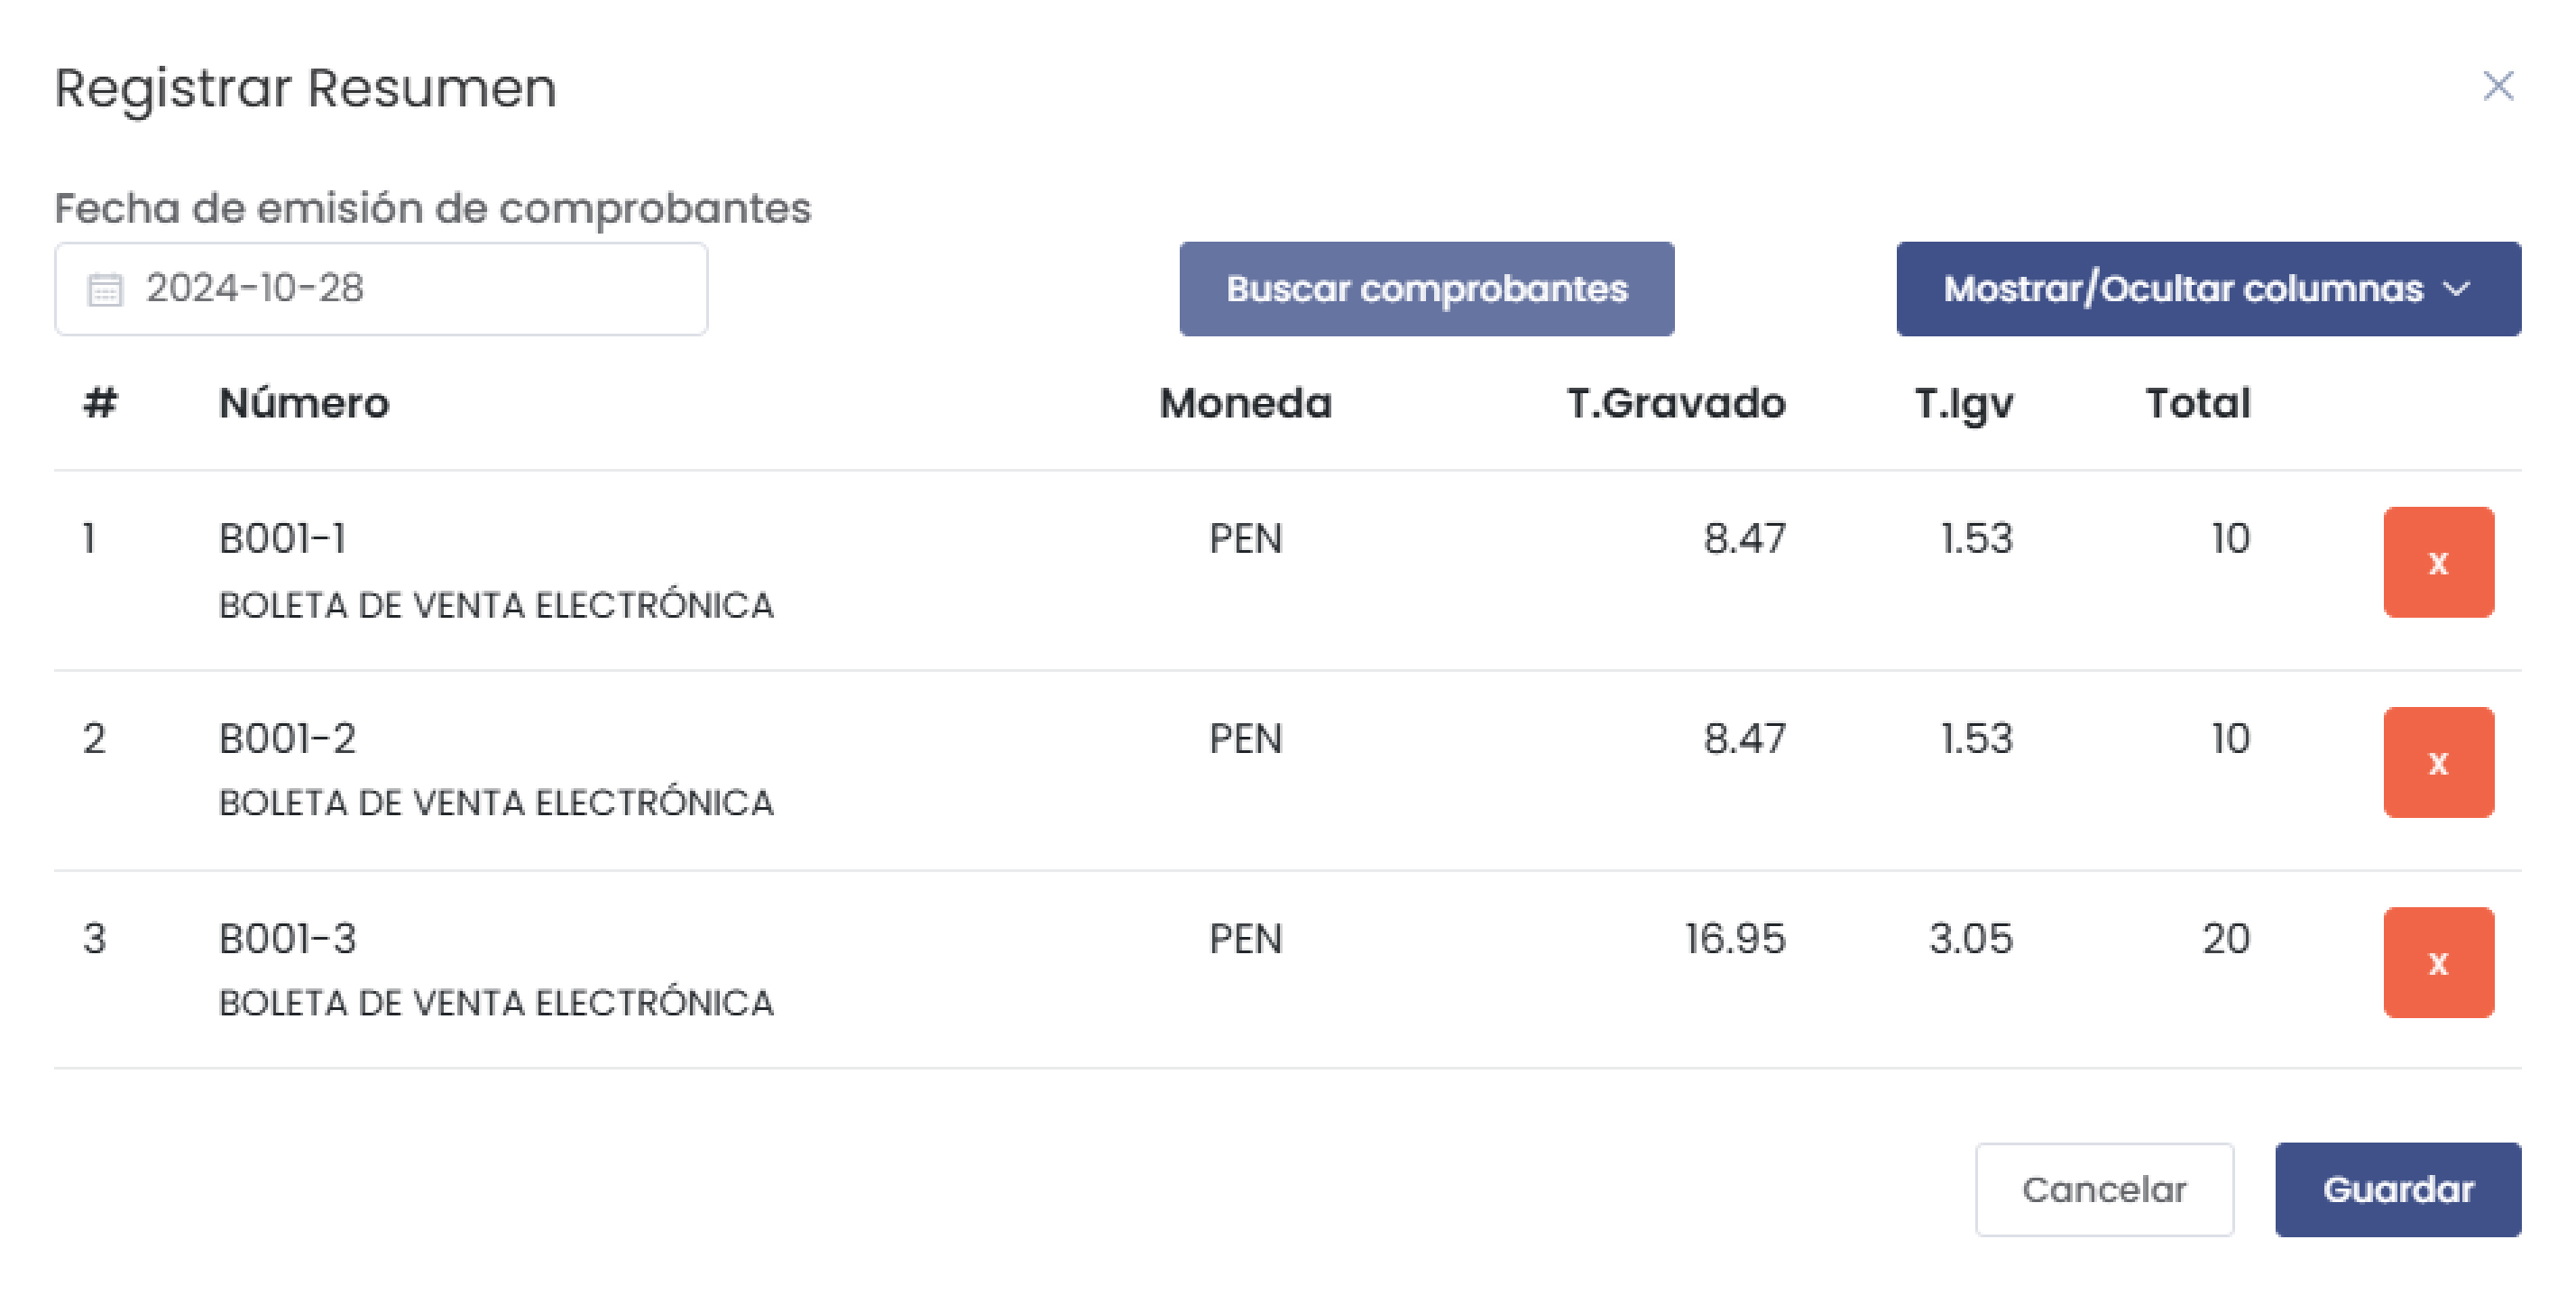 Registrar Resumen
Fecha de emisión de comprobantes
2024-10-28
Buscar comprobantes
Mostrar/Ocultar columnas
# Número Moneda T.Gravado T.Igv Total
1 B001-1 PEN 8.47 1.53 10 x
BOLETA DE VENTA ELECTRÓNICA
2 B001-2 PEN 8.47 1.53 10 x
BOLETA DE VENTA ELECTRÓNICA
3 B001-3 PEN 16.95 3.05 20 x
BOLETA DE VENTA ELECTRÓNICA
Cancelar Guardar